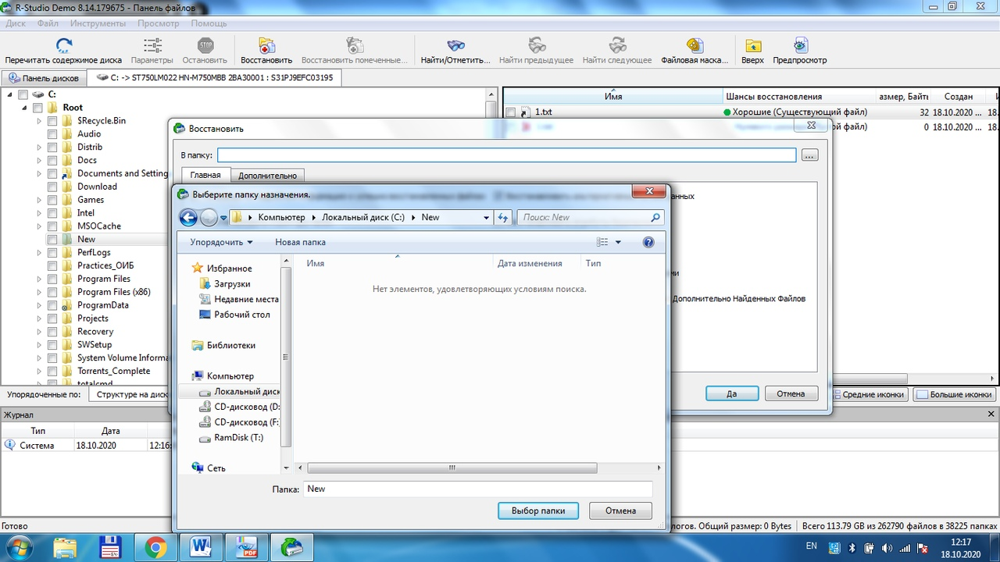 R-Studio Demo 8.14.179675 - Панель файлов
Диск Файл Инструменты Просмотр Помощь
Перечитать содержимое диска Параметры Остановить Восстановить Восстановить помеченные... Найти/Отметить... Найти предыдущее Найти следующее Файловая маска... Вверх Предпросмотр
Панель дисков C: -> ST750LM022 HN-M750MBB 2BA30001 : S31PJ9EFC03195
C:
Root
$Recycle.Bin
Audio
Distrib
Docs
Documents and Setting
Download
Games
Intel
MSOCache
New
PerfLogs
Practices_ОИБ
Program Files
Program Files (x86)
ProgramData
Projects
Recovery
SWSetup
System Volume Informa
Torrents_Complete
totalcmd
Имя Шансы восстановления азмер, Байты Создан
1.txt Хорошие (Существующий файл) 32 18.10.2020 ... 18.
й файл) 0 18.10.2020 ... 18.
Восстановить
В папку: ...
Главная Дополнительно
анных
ии
Дополнительно Найденных Файлов
Да Отмена
Выберите папку назначения.
Компьютер Локальный диск (C:) New Поиск: New
Упорядочить Новая папка
Избранное
Загрузки
Недавние места
Рабочий стол
Библиотеки
Компьютер
Локальный диск
CD-дисковод (D:
CD-дисковод (F:
RamDisk (T:)
Сеть
Имя Дата изменения Тип
Нет элементов, удовлетворяющих условиям поиска.
Папка: New
Выбор папки Отмена
Упорядоченные по: Структуре на диск Средние иконки Большие иконки
Журнал
Тип Дата
Система 18.10.2020 12:16:
Готово логов. Общий размер: 0 Bytes Всего 113.79 GB из 262790 файлов в 38225 папках
EN 12:17
18.10.2020